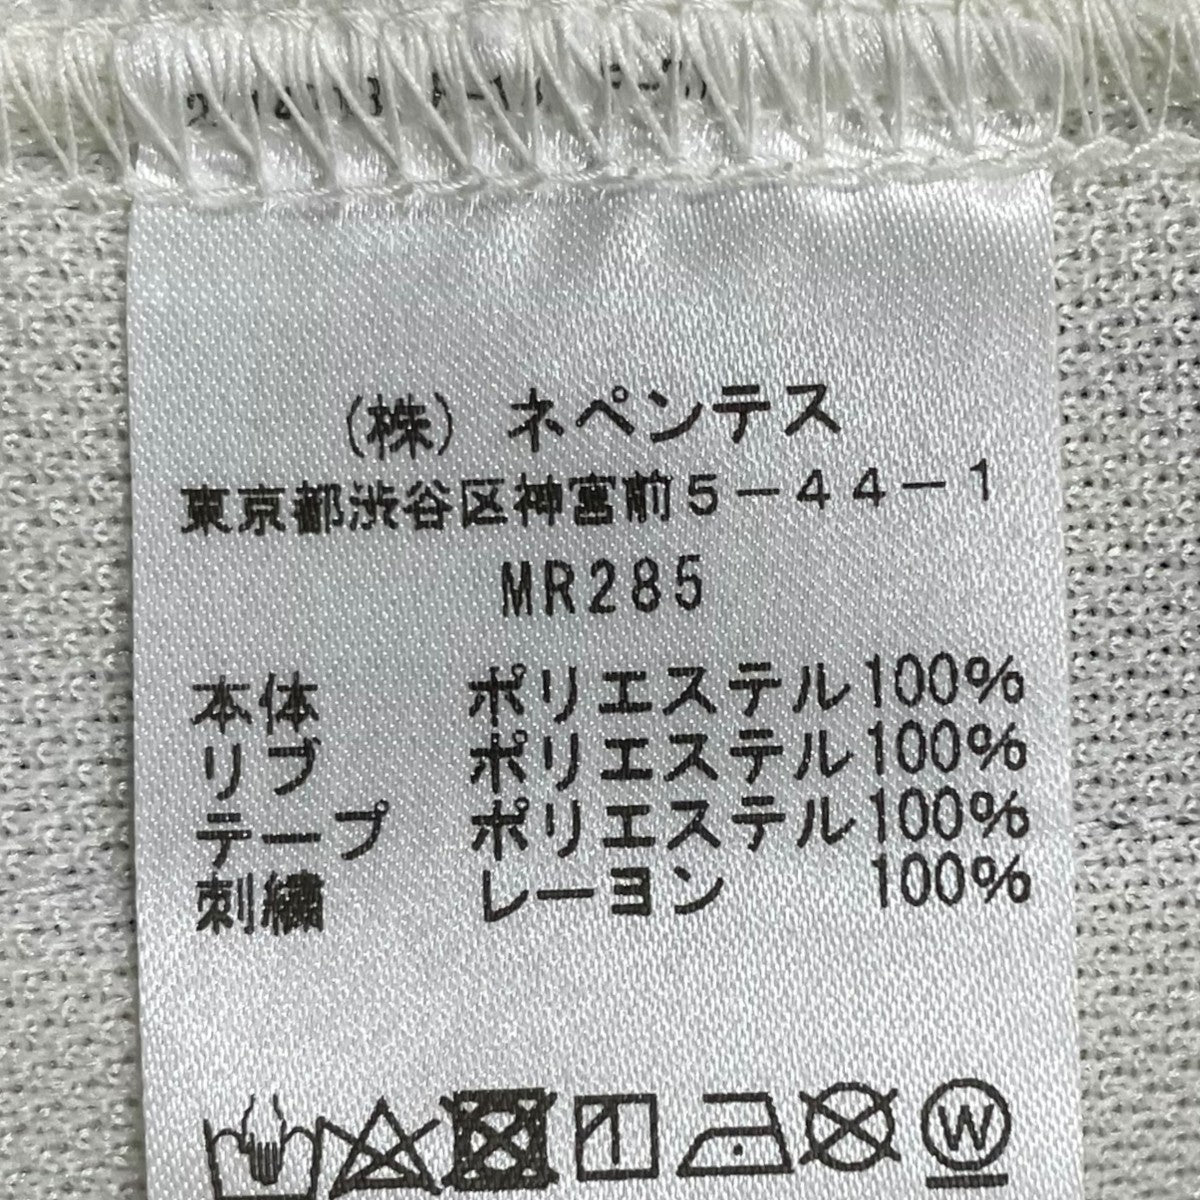 (株) ネペンテス
東京都渋谷区神宮前5-44-1
MR285
本体 ポリエステル100%
リブ ポリエステル100%
テープ ポリエステル100%
刺繍 レーヨン 100%
W